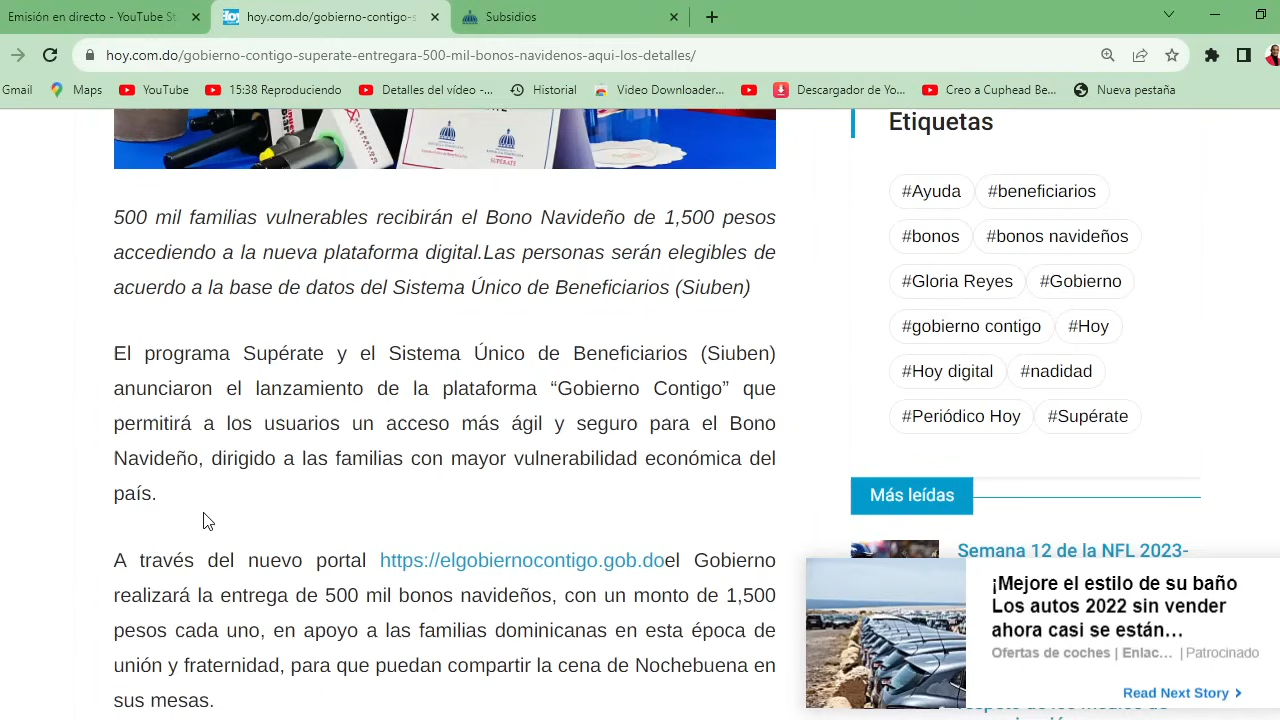 Emisión en directo - YouTube St
hoy.com.do/gobierno-contigo-s
Subsidios
hoy.com.do/gobierno-contigo-superate-entregara-500-mil-bonos-navidenos-aqui-los-detalles/
Gmail
Maps
YouTube
15:38 Reproduciendo
Detalles del vídeo -...
Historial
Video Downloader...
Descargador de Yo...
Creo a Cuphead Be...
Nueva pestaña
SUPÉRATE
500 mil familias vulnerables recibirán el Bono Navideño de 1,500 pesos
accediendo a la nueva plataforma digital.Las personas serán elegibles de
acuerdo a la base de datos del Sistema Único de Beneficiarios (Siuben)
El programa Supérate y el Sistema Único de Beneficiarios (Siuben)
anunciaron el lanzamiento de la plataforma “Gobierno Contigo” que
permitirá a los usuarios un acceso más ágil y seguro para el Bono
Navideño, dirigido a las familias con mayor vulnerabilidad económica del
país.
A través del nuevo portal https://elgobiernocontigo.gob.doel Gobierno
realizará la entrega de 500 mil bonos navideños, con un monto de 1,500
pesos cada uno, en apoyo a las familias dominicanas en esta época de
unión y fraternidad, para que puedan compartir la cena de Nochebuena en
sus mesas.
Etiquetas
#Ayuda
#beneficiarios
#bonos
#bonos navideños
#Gloria Reyes
#Gobierno
#gobierno contigo
#Hoy
#Hoy digital
#nadidad
#Periódico Hoy
#Supérate
Más leídas
Semana 12 de la NFL 2023-
¡Mejore el estilo de su baño
Los autos 2022 sin vender
ahora casi se están…
Ofertas de coches | Enlac… | Patrocinado
Read Next Story